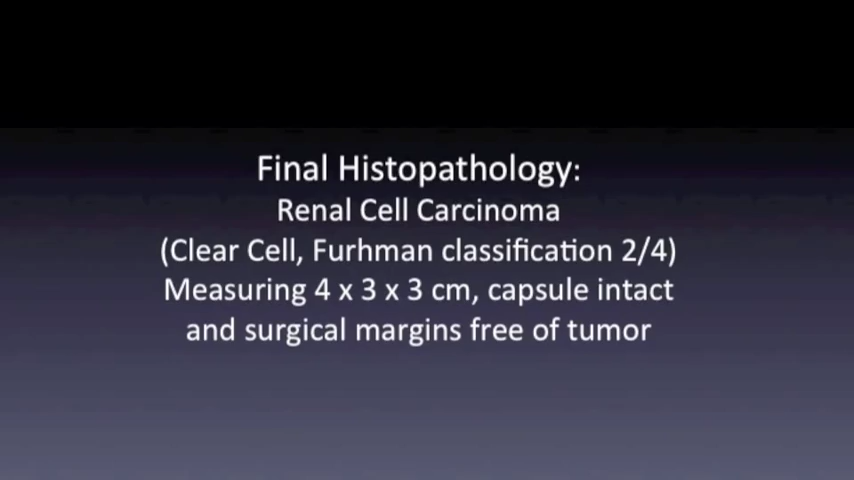 Final Histopathology:
Renal Cell Carcinoma
(Clear Cell, Furhman classification 2/4)
Measuring 4 x 3 x 3 cm, capsule intact
and surgical margins free of tumor